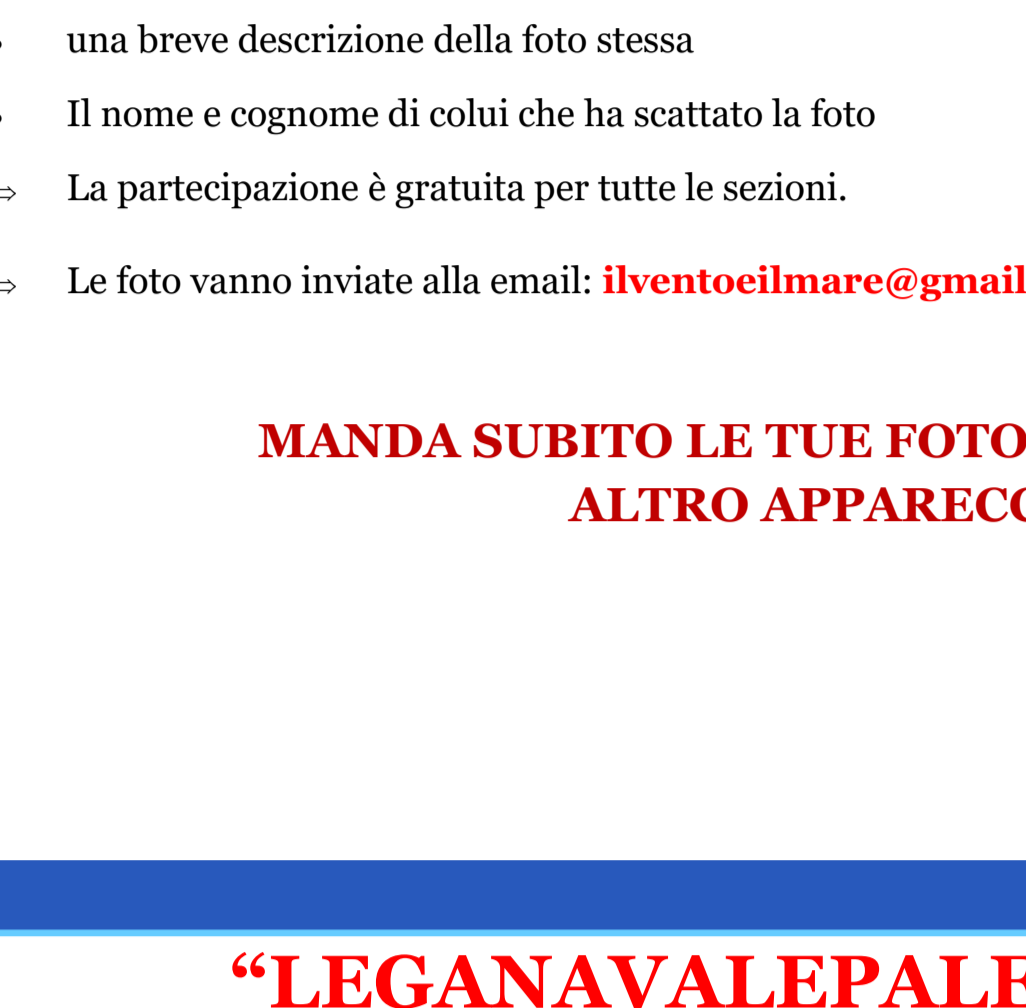 una breve descrizione della foto stessa
Il nome e cognome di colui che ha scattato la foto
⇒ La partecipazione è gratuita per tutte le sezioni.
⇒ Le foto vanno inviate alla email: ilventoeilmare@gmail
MANDA SUBITO LE TUE FOTO
ALTRO APPAREC
“LEGANAVALEPALE